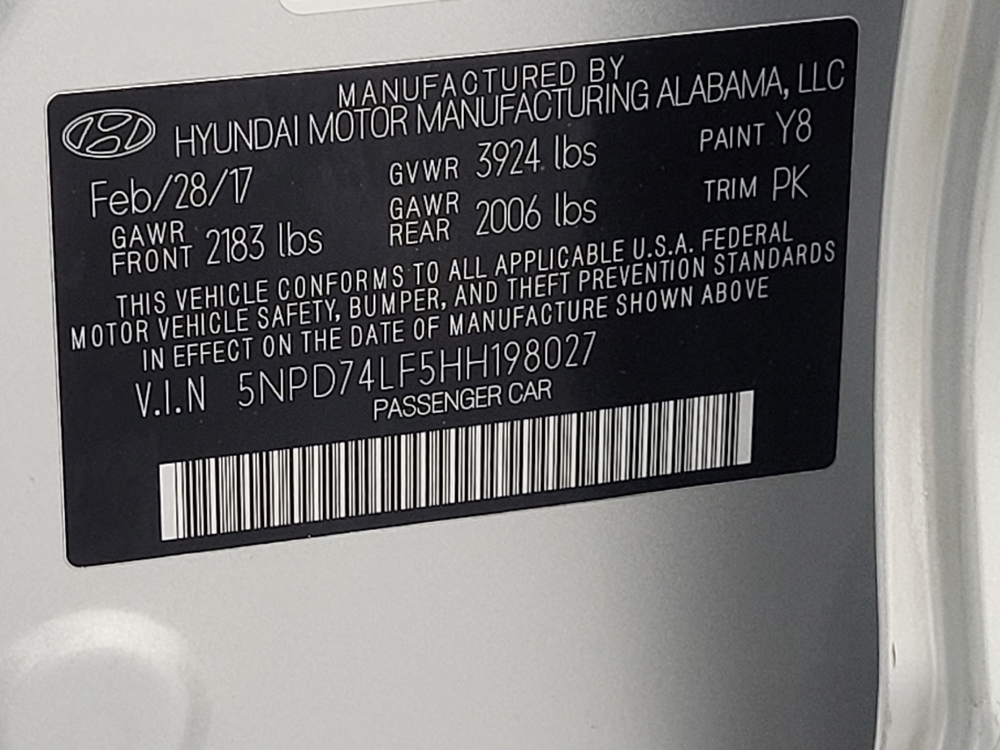 MANUFACTURED BY
HYUNDAI MOTOR MANUFACTURING ALABAMA, LLC
Feb/28/17 GVWR 3924 lbs PAINT Y8
GAWR FRONT 2183 lbs GAWR REAR 2006 lbs TRIM PK
THIS VEHICLE CONFORMS TO ALL APPLICABLE U.S.A. FEDERAL
MOTOR VEHICLE SAFETY, BUMPER, AND THEFT PREVENTION STANDARDS
IN EFFECT ON THE DATE OF MANUFACTURE SHOWN ABOVE
V.I.N 5NPD74LF5HH198027
PASSENGER CAR